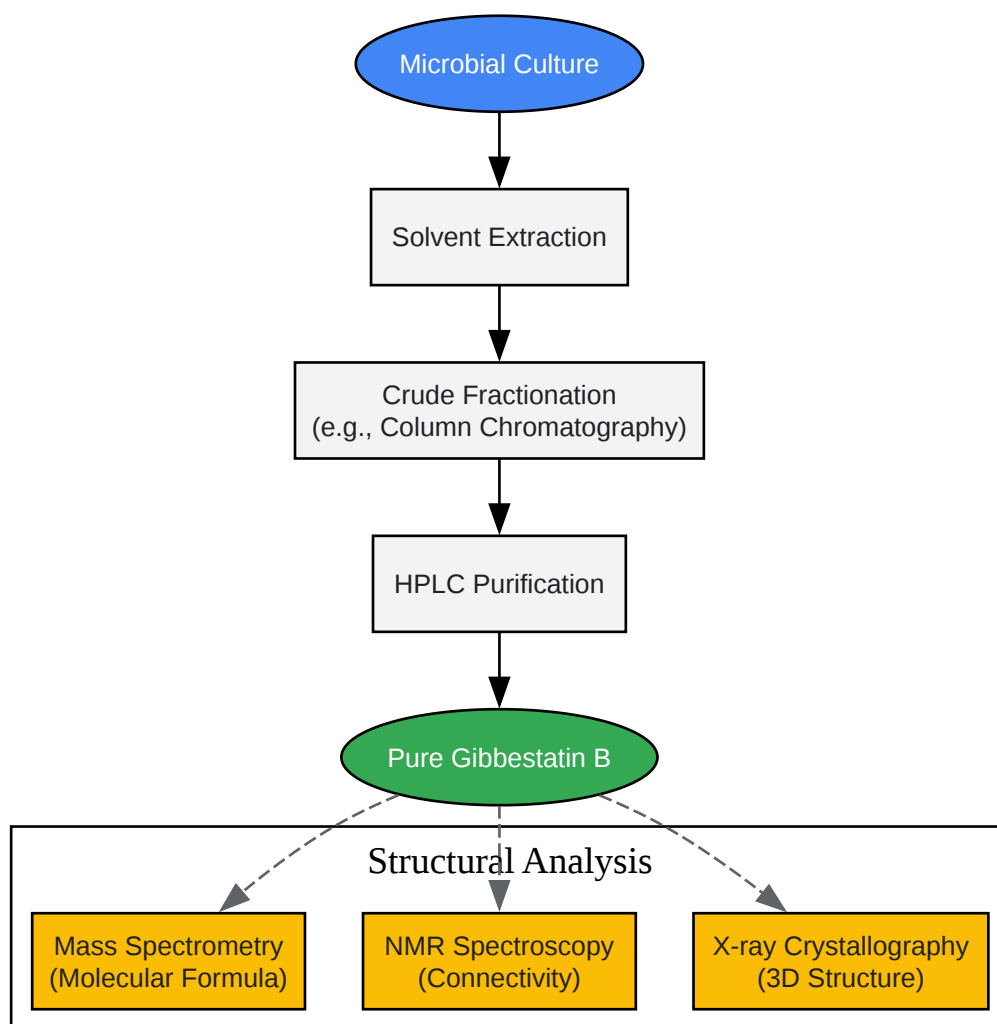 Microbial Culture
Solvent Extraction
Crude Fractionation
(e.g., Column Chromatography)
HPLC Purification
Pure Gibbestatin B
Structural Analysis
Mass Spectrometry
(Molecular Formula)
NMR Spectroscopy
(Connectivity)
X-ray Crystallography
(3D Structure)